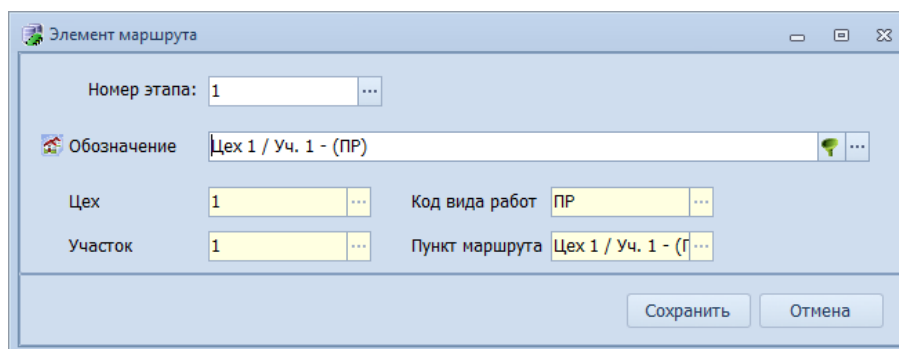 Элемент маршрута
Номер этапа: 1 ...
Обозначение Цех 1 / Уч. 1 - (ПР) ...
Цех 1 ... Код вида работ ПР ...
Участок 1 ... Пункт маршрута Цех 1 / Уч. 1 - (Г ...
Сохранить Отмена